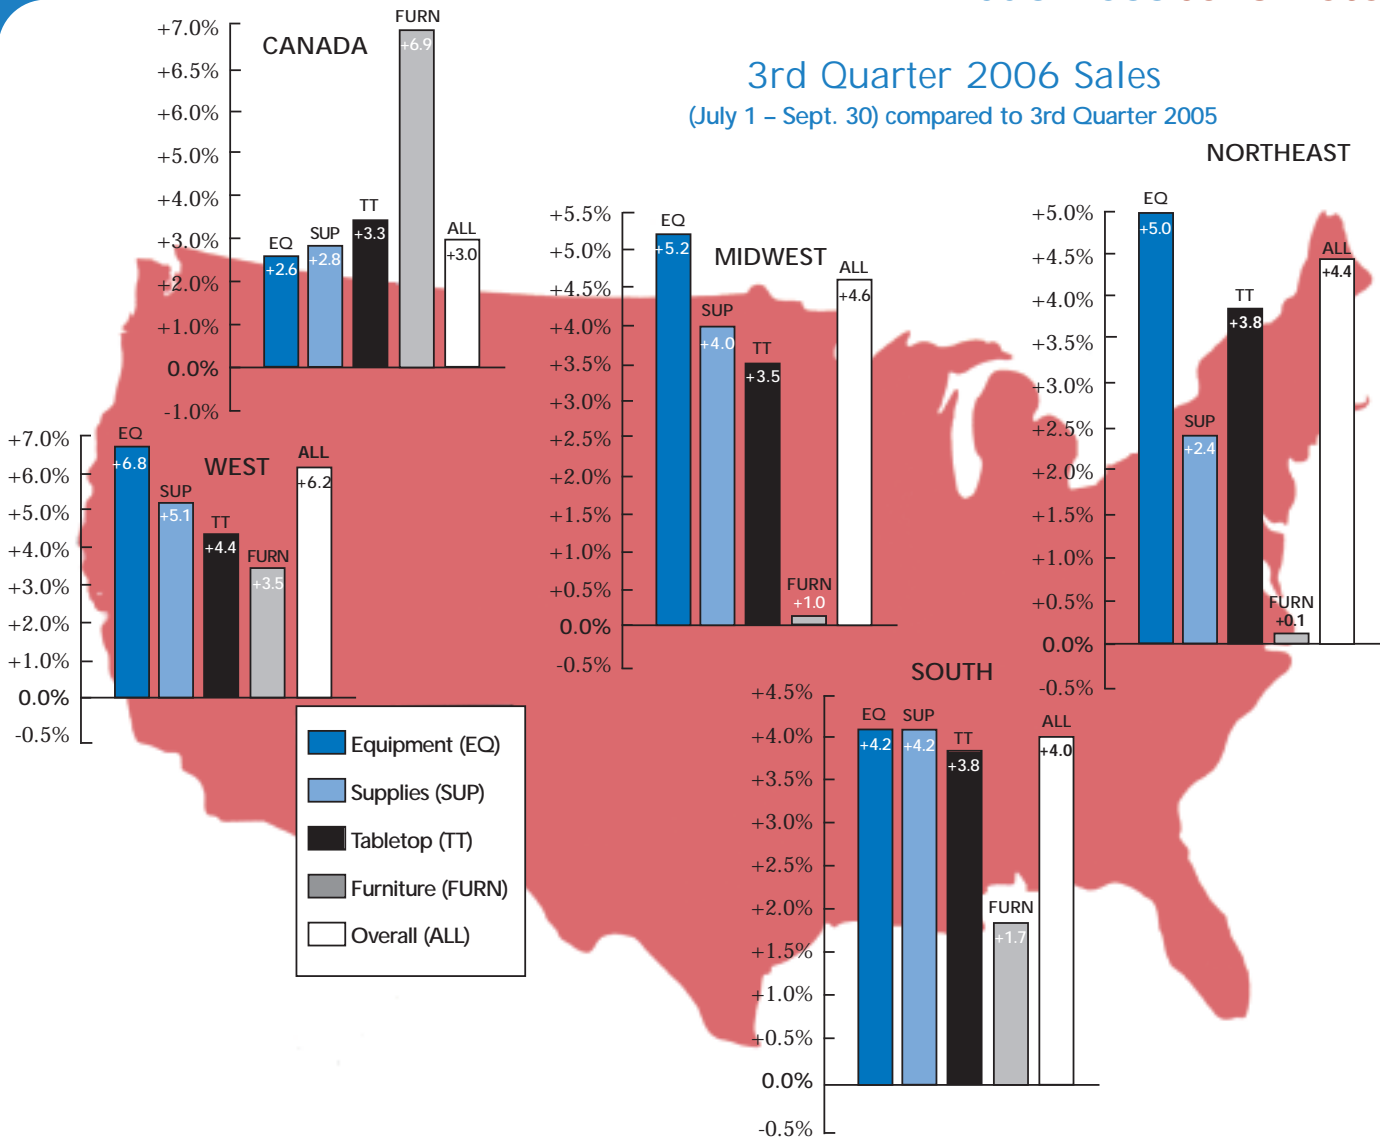 3rd Quarter 2006 Sales
(July 1 – Sept. 30) compared to 3rd Quarter 2005
CANADA
+7.0%
+6.5%
+6.0%
+5.0%
+4.0%
+3.0%
+2.0%
+1.0%
0.0%
-1.0%
EQ
+2.6
SUP
+2.8
TT
+3.3
FURN
+6.9
ALL
+3.0
WEST
+7.0%
+6.0%
+5.0%
+4.0%
+3.0%
+2.0%
+1.0%
0.0%
-0.5%
EQ
+6.8
SUP
+5.1
TT
+4.4
FURN
+3.5
ALL
+6.2
MIDWEST
+5.5%
+5.0%
+4.5%
+4.0%
+3.5%
+3.0%
+2.5%
+2.0%
+1.5%
+1.0%
+0.5%
0.0%
-0.5%
EQ
+5.2
SUP
+4.0
TT
+3.5
FURN
+1.0
ALL
+4.6
NORTHEAST
+5.0%
+4.5%
+4.0%
+3.5%
+3.0%
+2.5%
+2.0%
+1.5%
+1.0%
+0.5%
0.0%
-0.5%
EQ
+5.0
SUP
+2.4
TT
+3.8
FURN
+0.1
ALL
+4.4
SOUTH
+4.5%
+4.0%
+3.5%
+3.0%
+2.5%
+2.0%
+1.5%
+1.0%
+0.5%
0.0%
-0.5%
EQ
+4.2
SUP
+4.2
TT
+3.8
FURN
+1.7
ALL
+4.0
Equipment (EQ)
Supplies (SUP)
Tabletop (TT)
Furniture (FURN)
Overall (ALL)